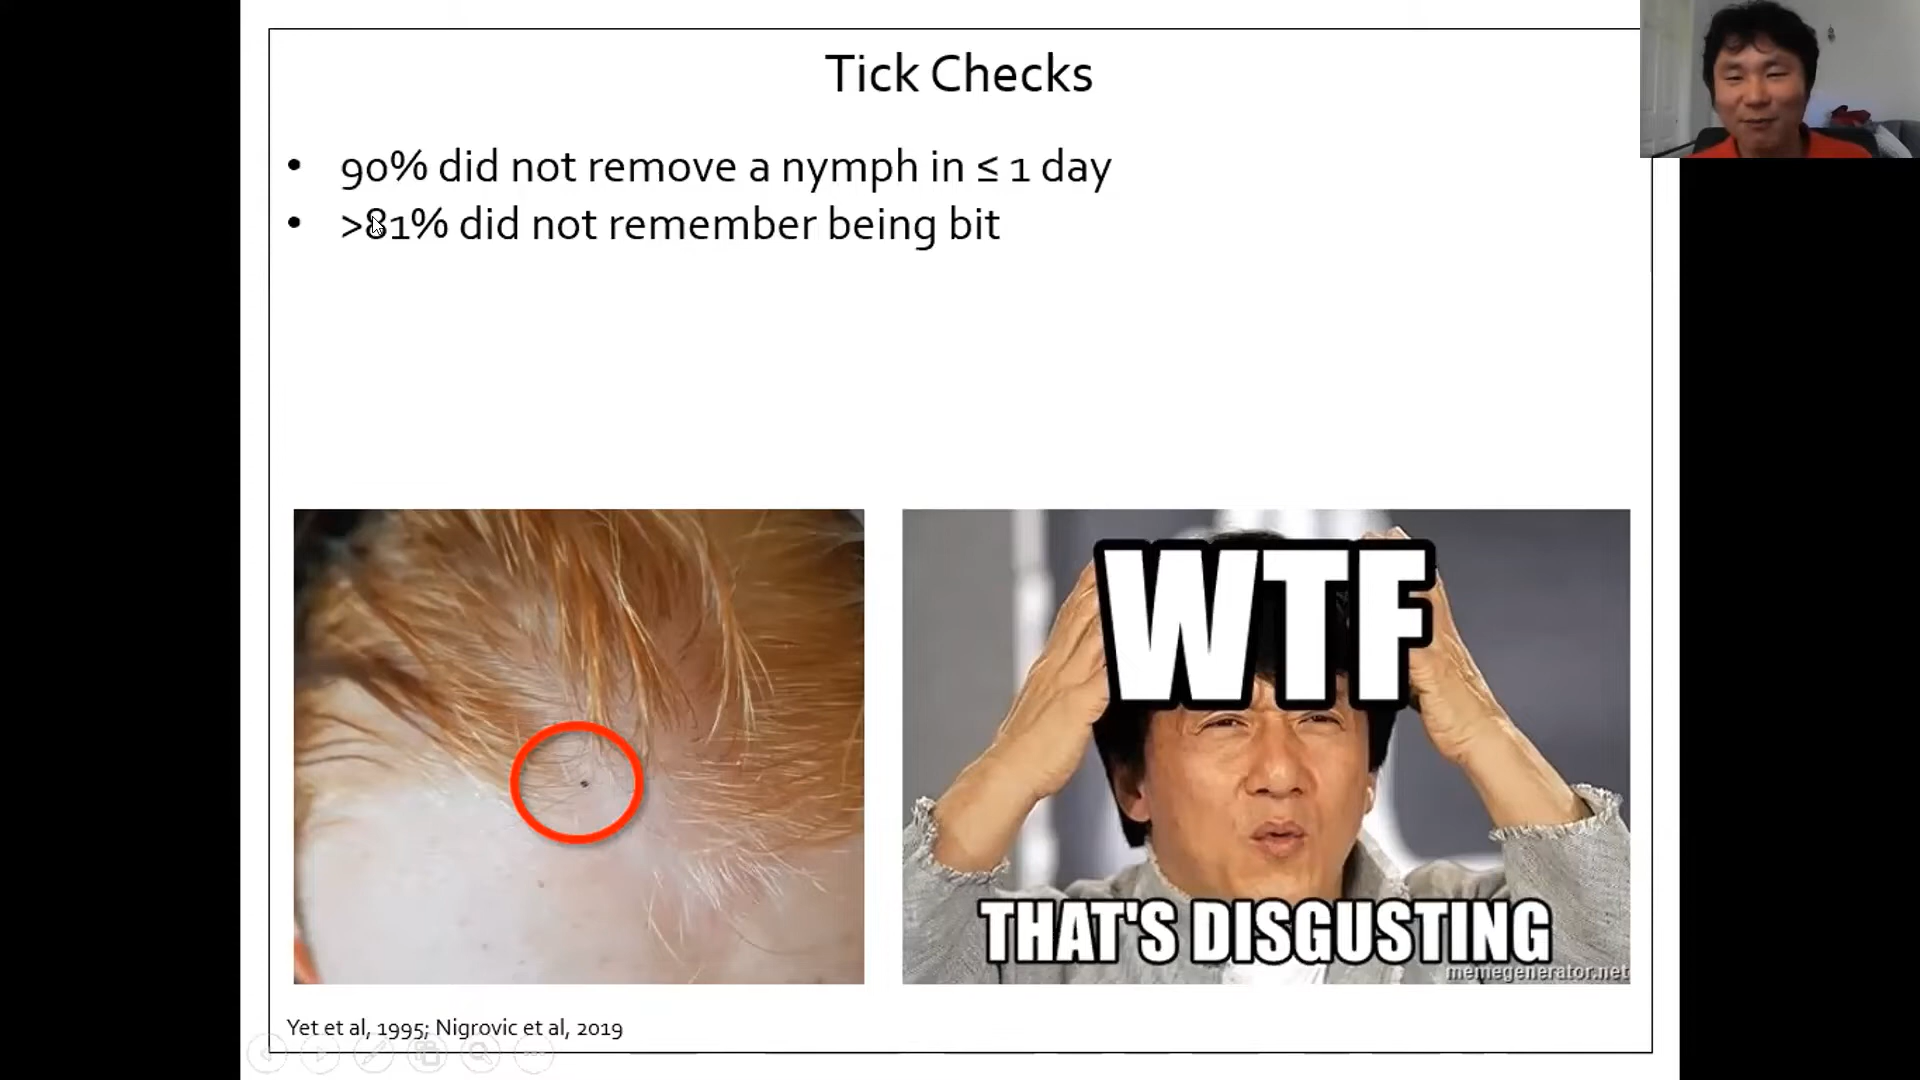 Tick Checks
• 90% did not remove a nymph in ≤ 1 day
• >81% did not remember being bit
WTF
THAT'S DISGUSTING
memegenerator.net
Yet et al, 1995; Nigrovic et al, 2019